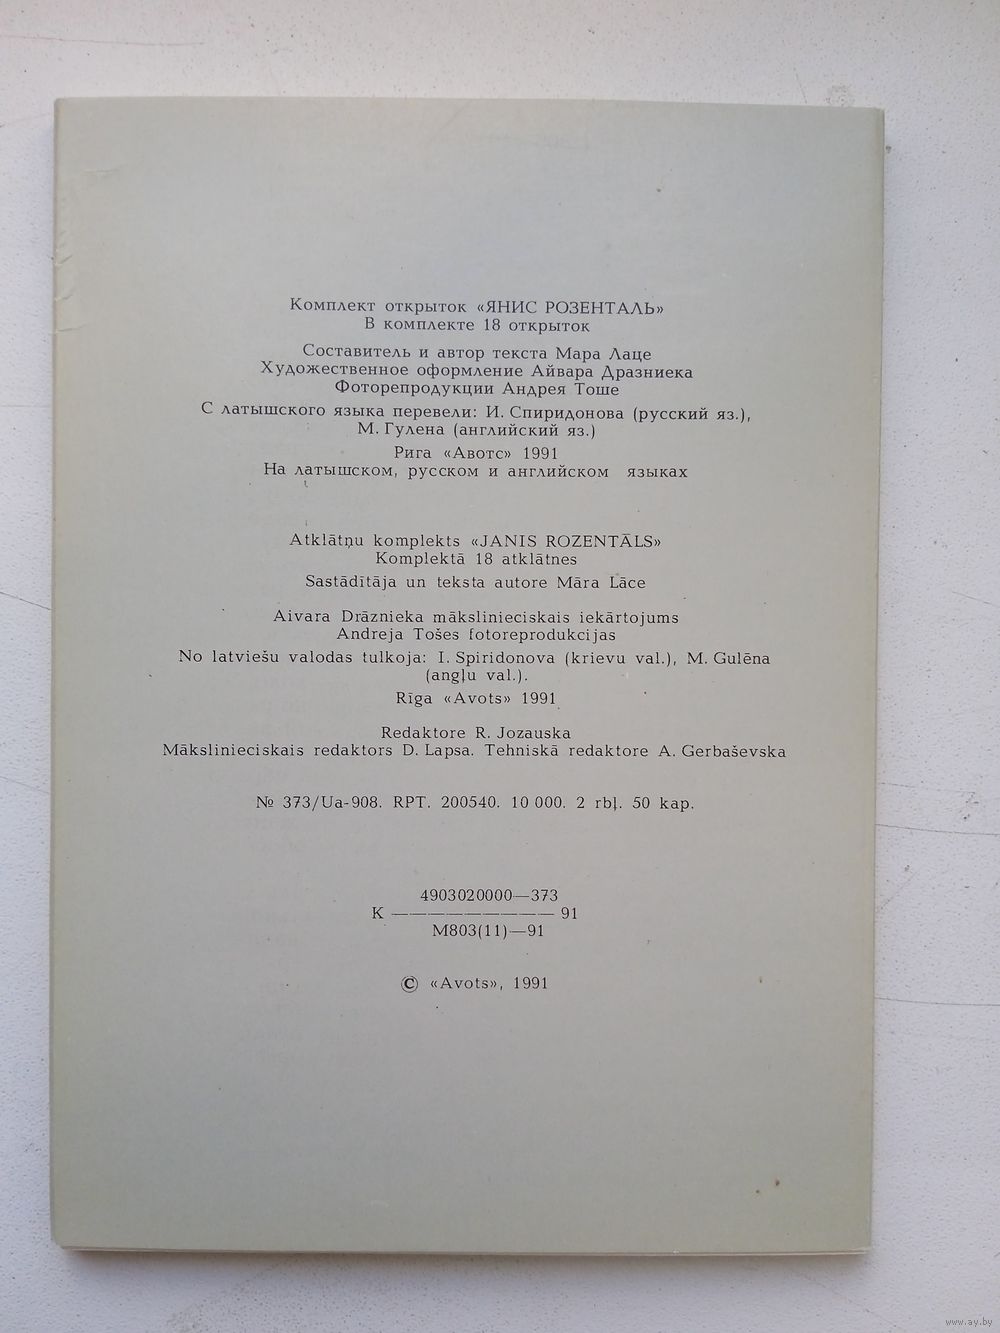 Комплект открыток «ЯНИС РОЗЕНТАЛЬ»
В комплекте 18 открыток
Составитель и автор текста Мара Лаце
Художественное оформление Айвара Дразниека
Фоторепродукции Андрея Тоше
С латышского языка перевели: И. Спиридонова (русский яз.),
М. Гулена (английский яз.)
Рига «Авотс» 1991
На латышском, русском и английском языках
Atklātņu komplekts «JANIS ROZENTĀLS»
Komplektā 18 atklātnes
Sastādītāja un teksta autore Māra Lāce
Aivara Drāznieka mākslinieciskais iekārtojums
Andreja Tošes fotoreprodukcijas
No latviešu valodas tulkoja: I. Spiridonova (krievu val.), M. Gulēna
(angļu val.).
Rīga «Avots» 1991
Redaktore R. Jozauska
Mākslinieciskais redaktors D. Lapsa. Tehniskā redaktore A. Gerbaševska
№ 373/Ua-908. RPT. 200540. 10 000. 2 rbļ. 50 kap.
4903020000—373
К —————————— 91
М803(11)—91
© «Avots», 1991
www.ay.by